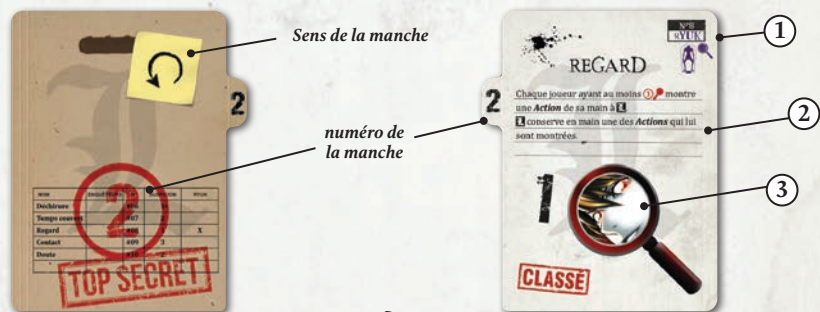 Sens de la manche
numéro de
la manche
2
NOM
Déchirure #06
Temps couvert #07 2
Regard #08 1 X
Contact #09 3
Doute 2
2
TOP SECRET
N°8
RYUK
REGARD
Chaque joueur ayant au moins 1 montre
une Action de sa main à L.
L conserve en main une des Actions qui lui
sont montrées.
2
CLASSÉ
1
2
3